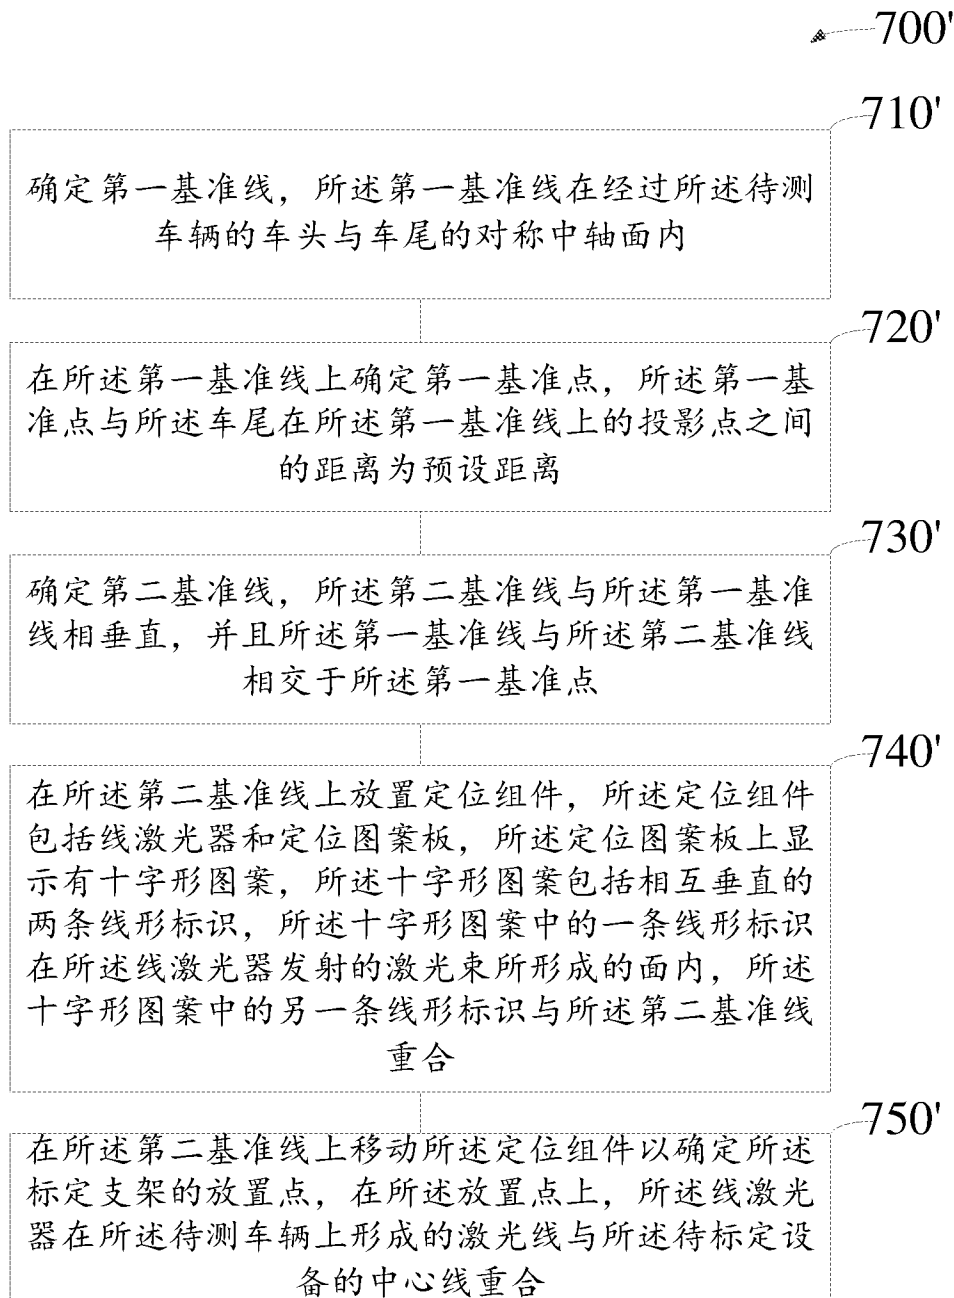 700'
710'
确定第一基准线，所述第一基准线在经过所述待测
车辆的车头与车尾的对称中轴面内
720'
在所述第一基准线上确定第一基准点，所述第一基
准点与所述车尾在所述第一基准线上的投影点之间
的距离为预设距离
730'
确定第二基准线，所述第二基准线与所述第一基准
线相垂直，并且所述第一基准线与所述第二基准线
相交于所述第一基准点
740'
在所述第二基准线上放置定位组件，所述定位组件
包括线激光器和定位图案板，所述定位图案板上显
示有十字形图案，所述十字形图案包括相互垂直的
两条线形标识，所述十字形图案中的一条线形标识
在所述线激光器发射的激光束所形成的面内，所述
十字形图案中的另一条线形标识与所述第二基准线
重合
750'
在所述第二基准线上移动所述定位组件以确定所述
标定支架的放置点，在所述放置点上，所述线激光
器在所述待测车辆上形成的激光线与所述待标定设
备的中心线重合